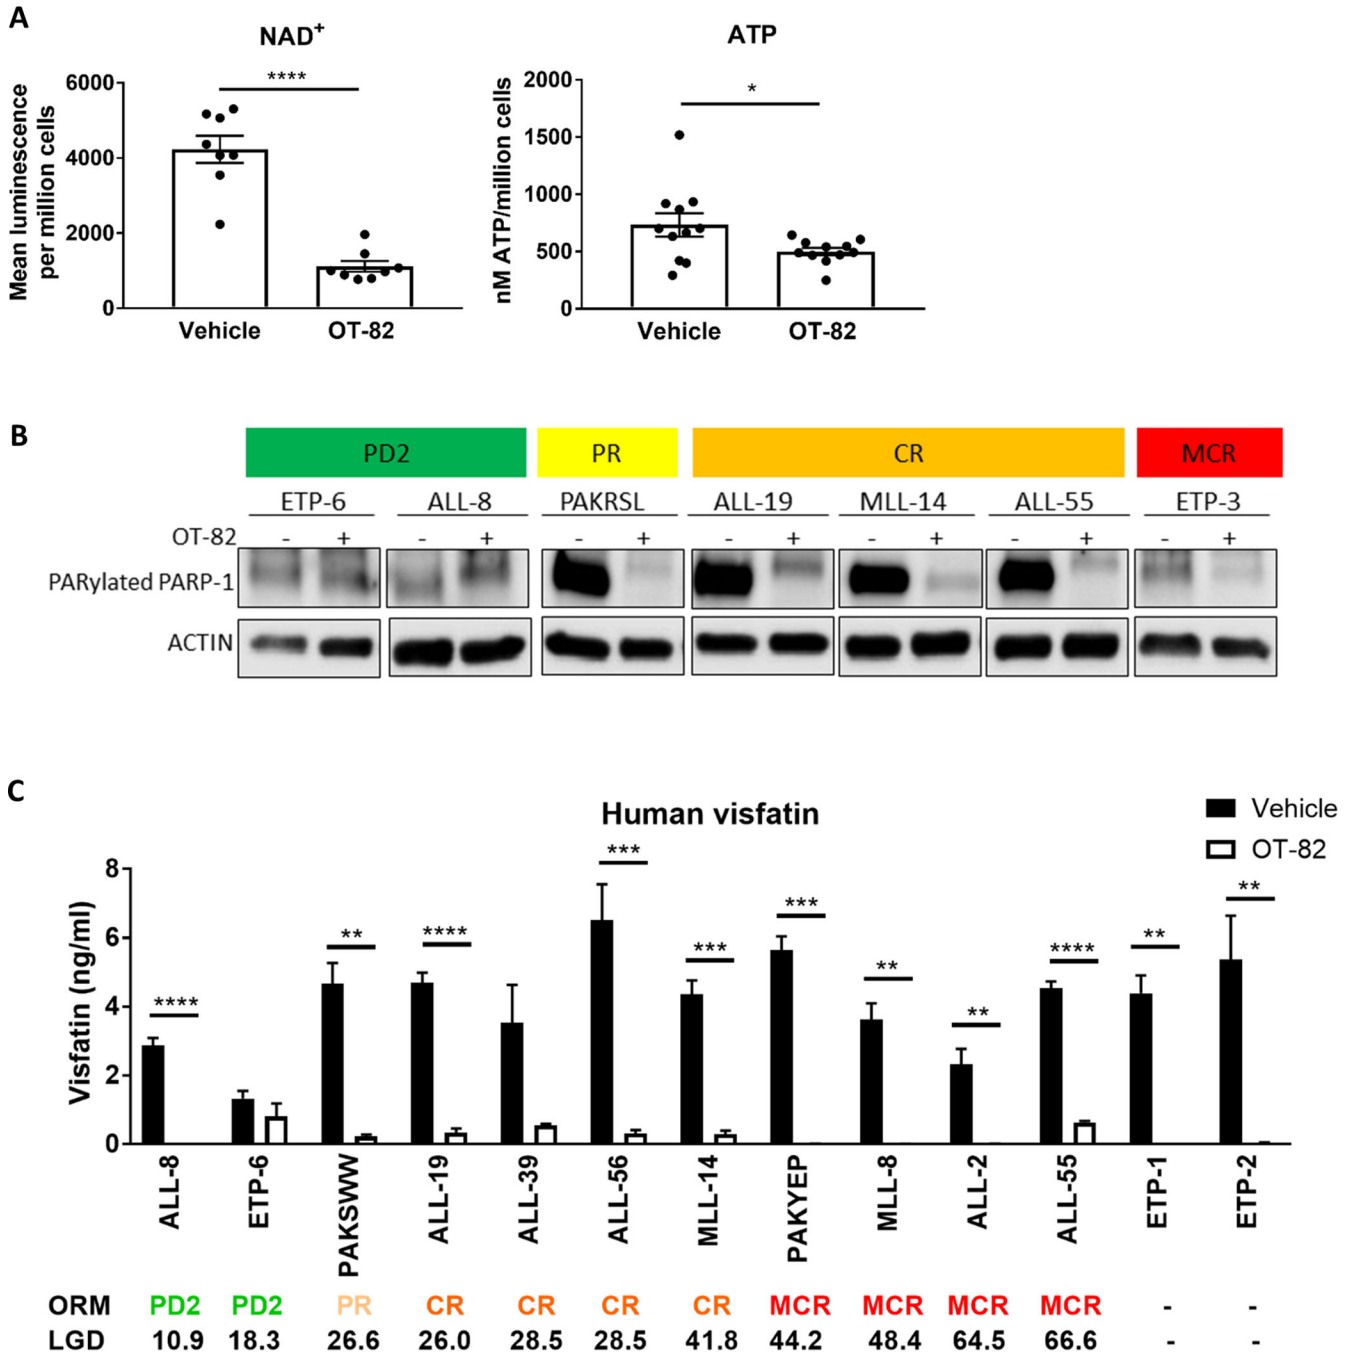 A
NAD+
ATP
Mean luminescence
per million cells
6000
4000
2000
0
****
Vehicle
OT-82
nM ATP/million cells
2000
1500
1000
500
0
*
Vehicle
OT-82
B
PD2
PR
CR
MCR
ETP-6
ALL-8
PAKRSL
ALL-19
MLL-14
ALL-55
ETP-3
OT-82 - + - + - + - + - + - + - +
PARylated PARP-1
ACTIN
C
Human visfatin
Vehicle
OT-82
Visfatin (ng/ml)
8
6
4
2
0
****
**
****
***
***
***
**
**
****
**
**
ALL-8
ETP-6
PAKSWW
ALL-19
ALL-39
ALL-56
MLL-14
PAKYEP
MLL-8
ALL-2
ALL-55
ETP-1
ETP-2
ORM PD2 PD2 PR CR CR CR CR MCR MCR MCR MCR - -
LGD 10.9 18.3 26.6 26.0 28.5 28.5 41.8 44.2 48.4 64.5 66.6 - -